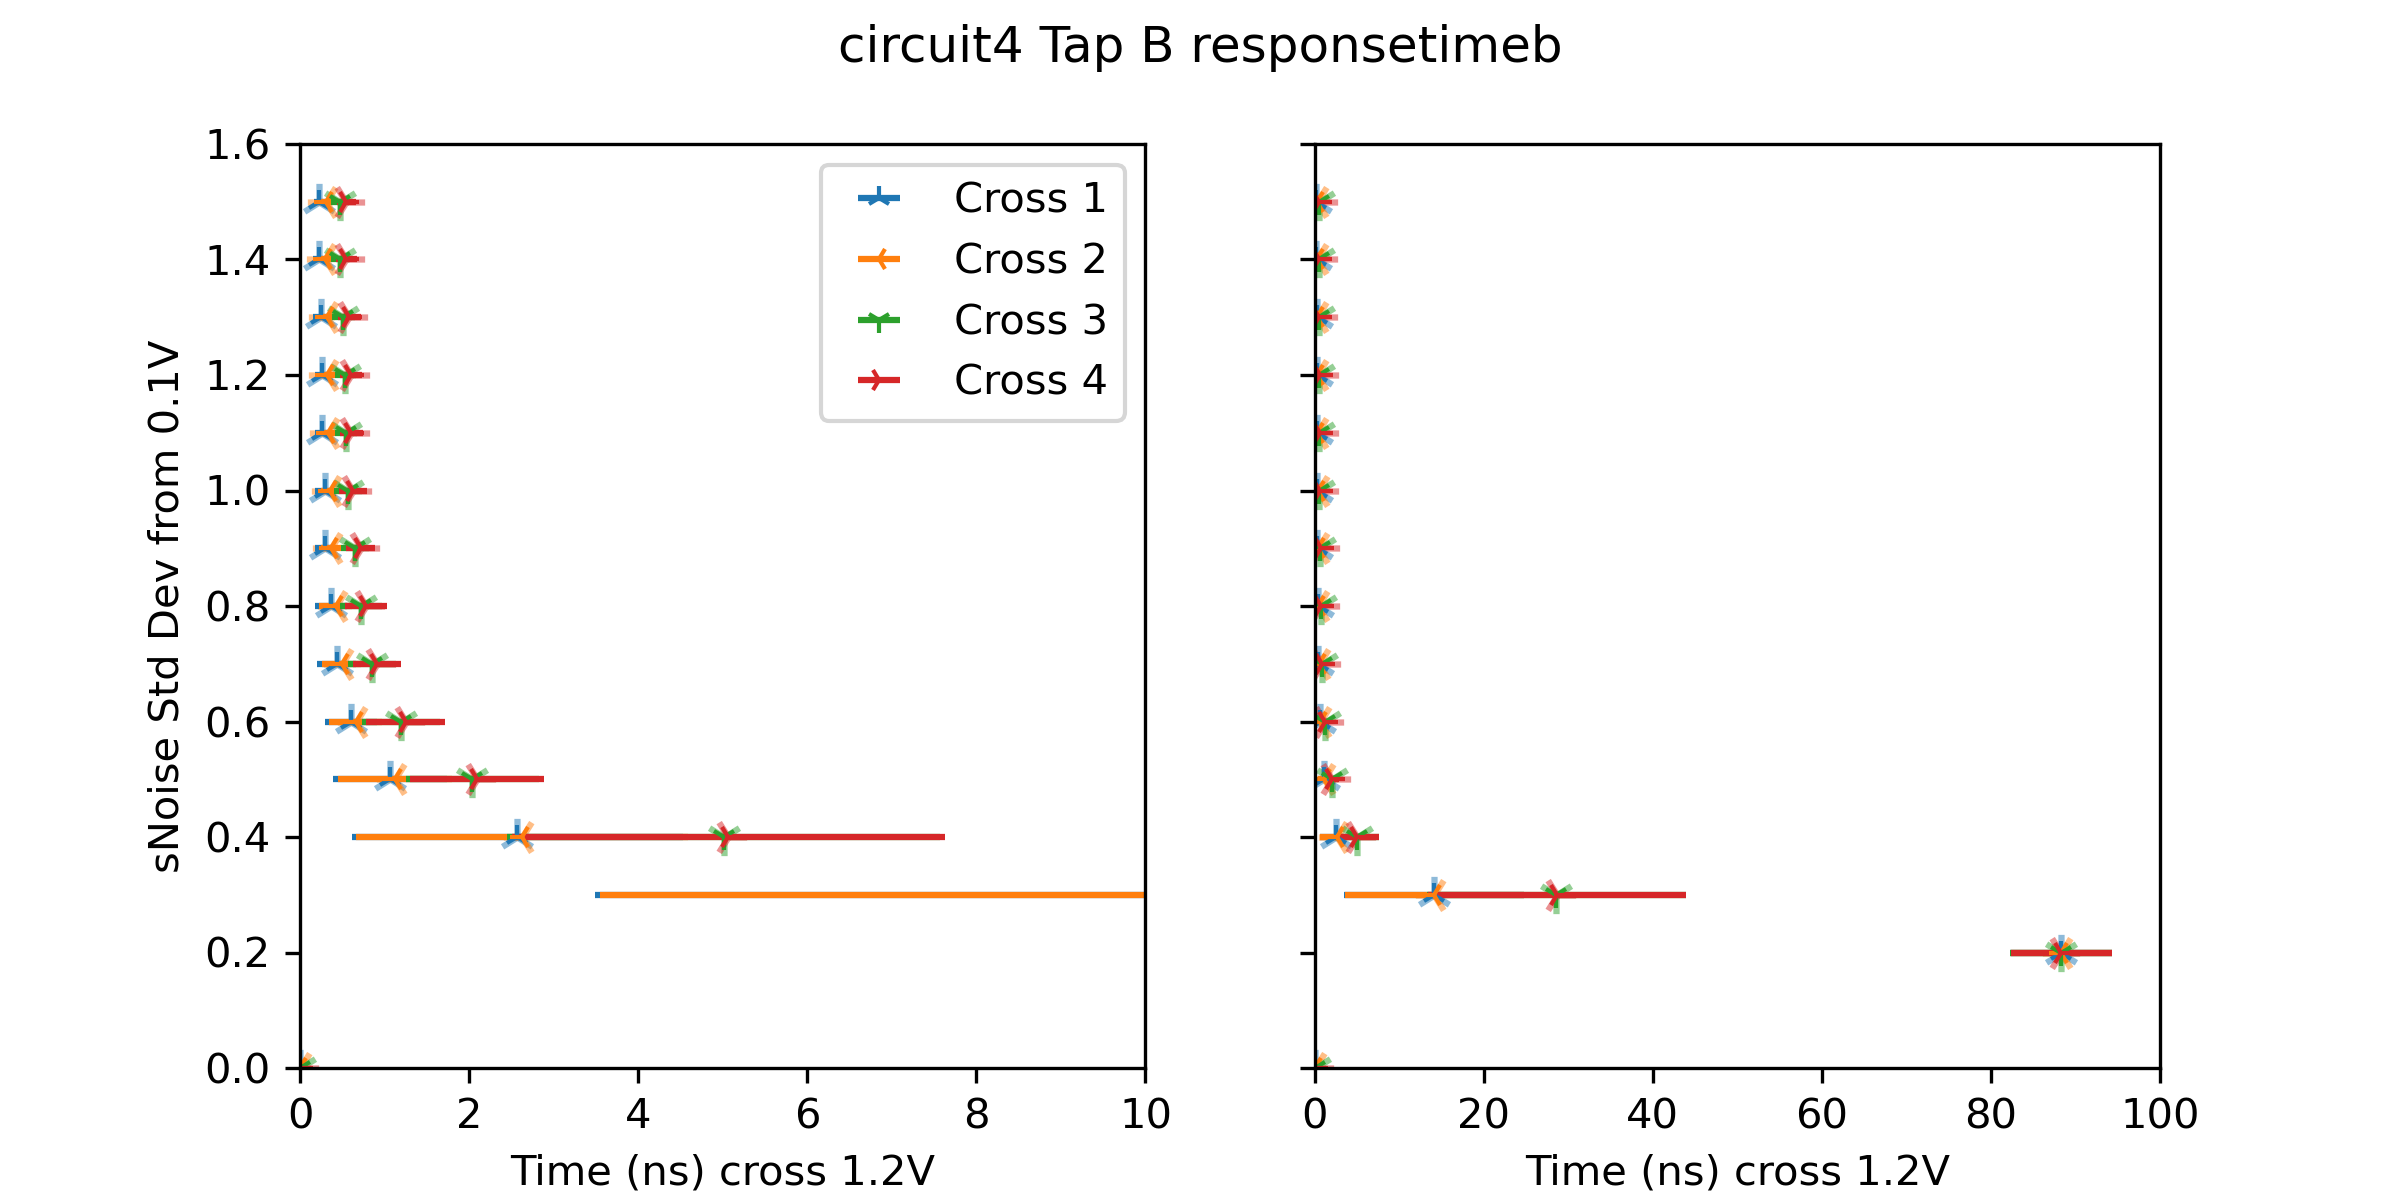 circuit4 Tap B responsetimeb
sNoise Std Dev from 0.1V
1.6
1.4
1.2
1.0
0.8
0.6
0.4
0.2
0.0
Cross 1
Cross 2
Cross 3
Cross 4
0 2 4 6 8 10
Time (ns) cross 1.2V
0 20 40 60 80 100
Time (ns) cross 1.2V